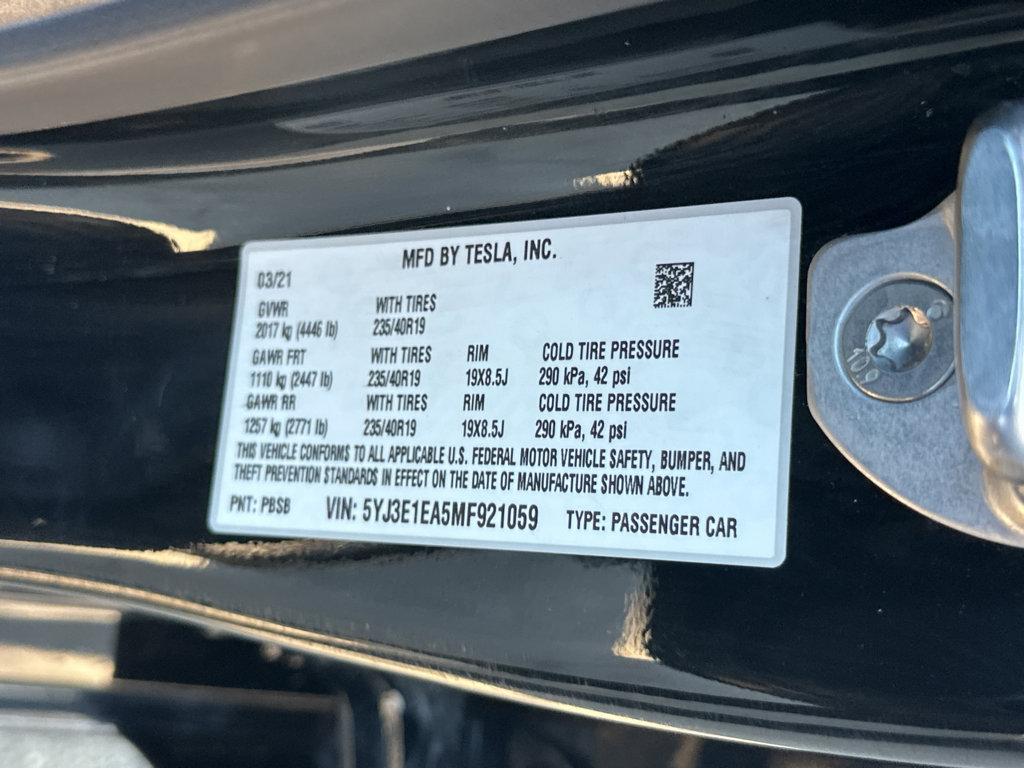 MFD BY TESLA, INC.
03/21
GVWR WITH TIRES
2017 kg (4446 lb) 235/40R19
GAWR FRT WITH TIRES RIM COLD TIRE PRESSURE
1110 kg (2447 lb) 235/40R19 19X8.5J 290 kPa, 42 psi
GAWR RR WITH TIRES RIM COLD TIRE PRESSURE
1257 kg (2771 lb) 235/40R19 19X8.5J 290 kPa, 42 psi
THIS VEHICLE CONFORMS TO ALL APPLICABLE U.S. FEDERAL MOTOR VEHICLE SAFETY, BUMPER, AND
THEFT PREVENTION STANDARDS IN EFFECT ON THE DATE OF MANUFACTURE SHOWN ABOVE.
PNT: PBSB VIN: 5YJ3E1EA5MF921059 TYPE: PASSENGER CAR
109